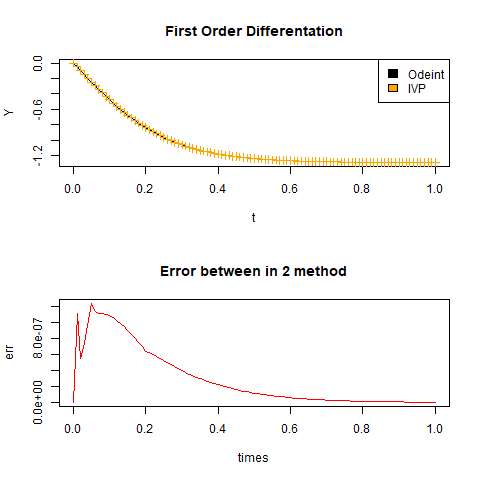 First Order Differentation
Y
0.0
-0.6
-1.2
Odeint
IVP
0.0 0.2 0.4 0.6 0.8 1.0
t
Error between in 2 method
err
8.0e-07
0.0e+00
0.0 0.2 0.4 0.6 0.8 1.0
times